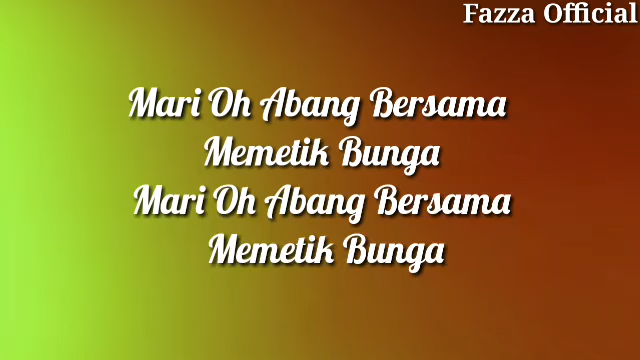 Fazza Official
Mari Oh Abang Bersama
Memetik Bunga
Mari Oh Abang Bersama
Memetik Bunga